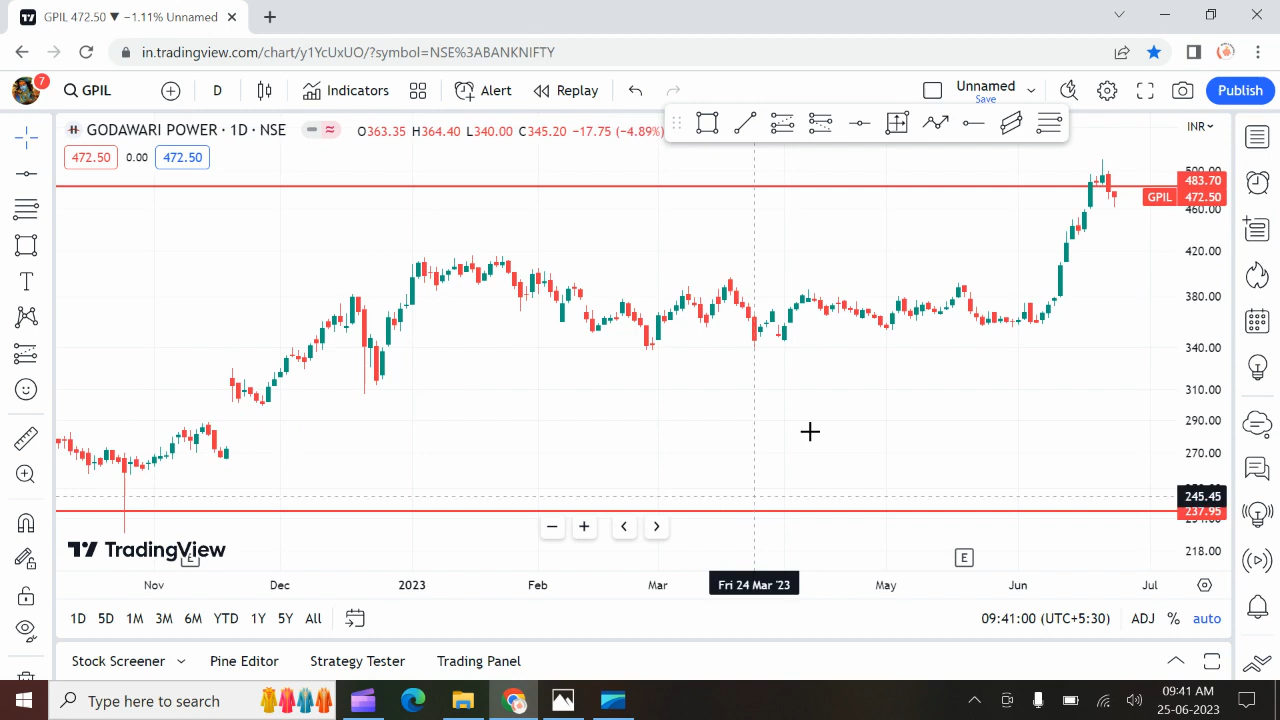 GPIL 472.50 ▼ −1.11% Unnamed
in.tradingview.com/chart/y1YcUxUO/?symbol=NSE%3ABANKNIFTY
7
GPIL
D
Indicators
Alert
Replay
Unnamed
Save
Publish
GODAWARI POWER · 1D · NSE
O363.35 H364.40 L340.00 C345.20 −17.75 (−4.89%)
INR
472.50
0.00
472.50
500.00
483.70
GPIL 472.50
460.00
420.00
380.00
340.00
310.00
290.00
270.00
245.45
237.95
218.00
TradingView
E
E
Nov
Dec
2023
Feb
Mar
Fri 24 Mar '23
May
Jun
Jul
1D
5D
1M
3M
6M
YTD
1Y
5Y
All
09:41:00 (UTC+5:30)
ADJ
%
auto
Stock Screener
Pine Editor
Strategy Tester
Trading Panel
Type here to search
09:41 AM
25-06-2023